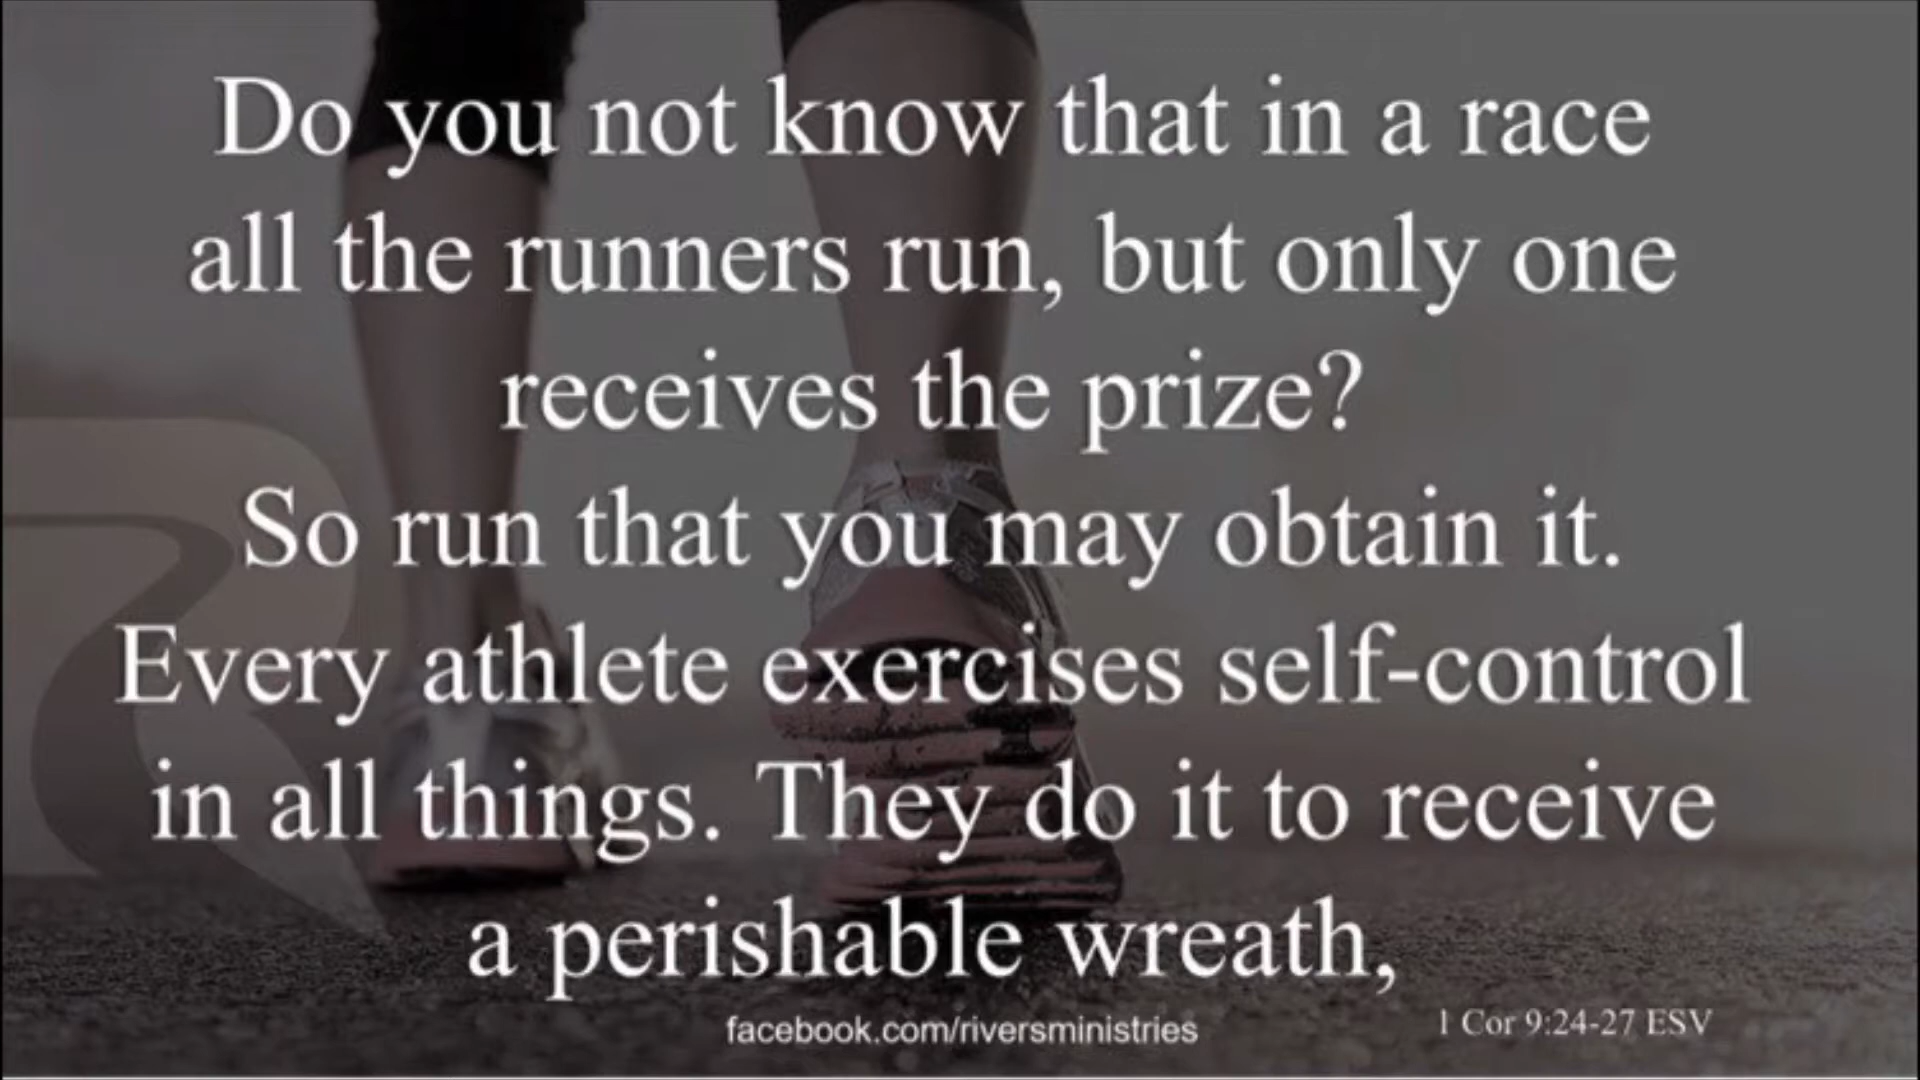 Do you not know that in a race
all the runners run, but only one
receives the prize?
So run that you may obtain it.
Every athlete exercises self-control
in all things. They do it to receive
a perishable wreath,
facebook.com/riversministries
1 Cor 9:24-27 ESV